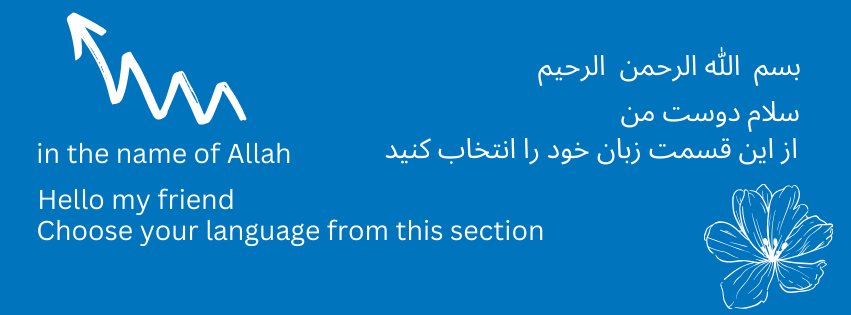 in the name of Allah
Hello my friend
Choose your language from this section
بسم الله الرحمن الرحيم
سلام دوست من
از این قسمت زبان خود را انتخاب کنید